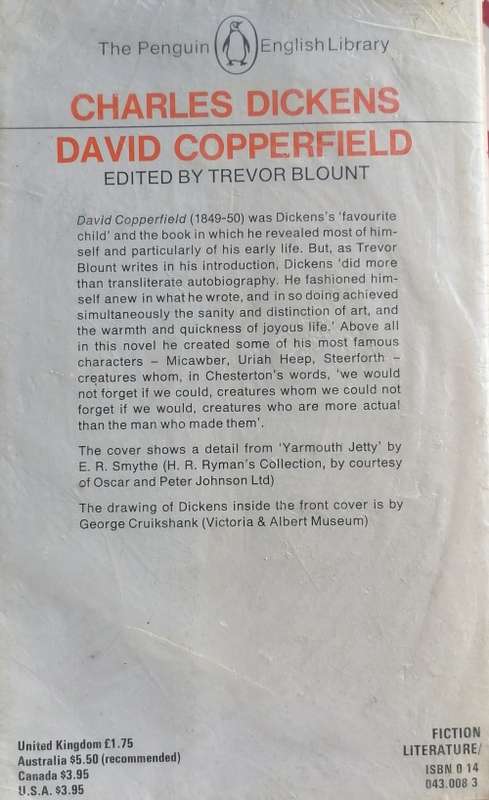 The Penguin English Library
CHARLES DICKENS
DAVID COPPERFIELD
EDITED BY TREVOR BLOUNT
David Copperfield (1849-50) was Dickens's 'favourite
child' and the book in which he revealed most of him-
self and particularly of his early life. But, as Trevor
Blount writes in his introduction, Dickens 'did more
than transliterate autobiography. He fashioned him-
self anew in what he wrote, and in so doing achieved
simultaneously the sanity and distinction of art, and
the warmth and quickness of joyous life.' Above all
in this novel he created some of his most famous
characters – Micawber, Uriah Heep, Steerforth –
creatures whom, in Chesterton's words, 'we would
not forget if we could, creatures whom we could not
forget if we would, creatures who are more actual
than the man who made them'.
The cover shows a detail from 'Yarmouth Jetty' by
E. R. Smythe (H. R. Ryman's Collection, by courtesy
of Oscar and Peter Johnson Ltd)
The drawing of Dickens inside the front cover is by
George Cruikshank (Victoria & Albert Museum)
United Kingdom £1.75
Australia $5.50 (recommended)
Canada $3.95
U.S.A. $3.95
FICTION
LITERATURE/
ISBN 0 14
043.008 3